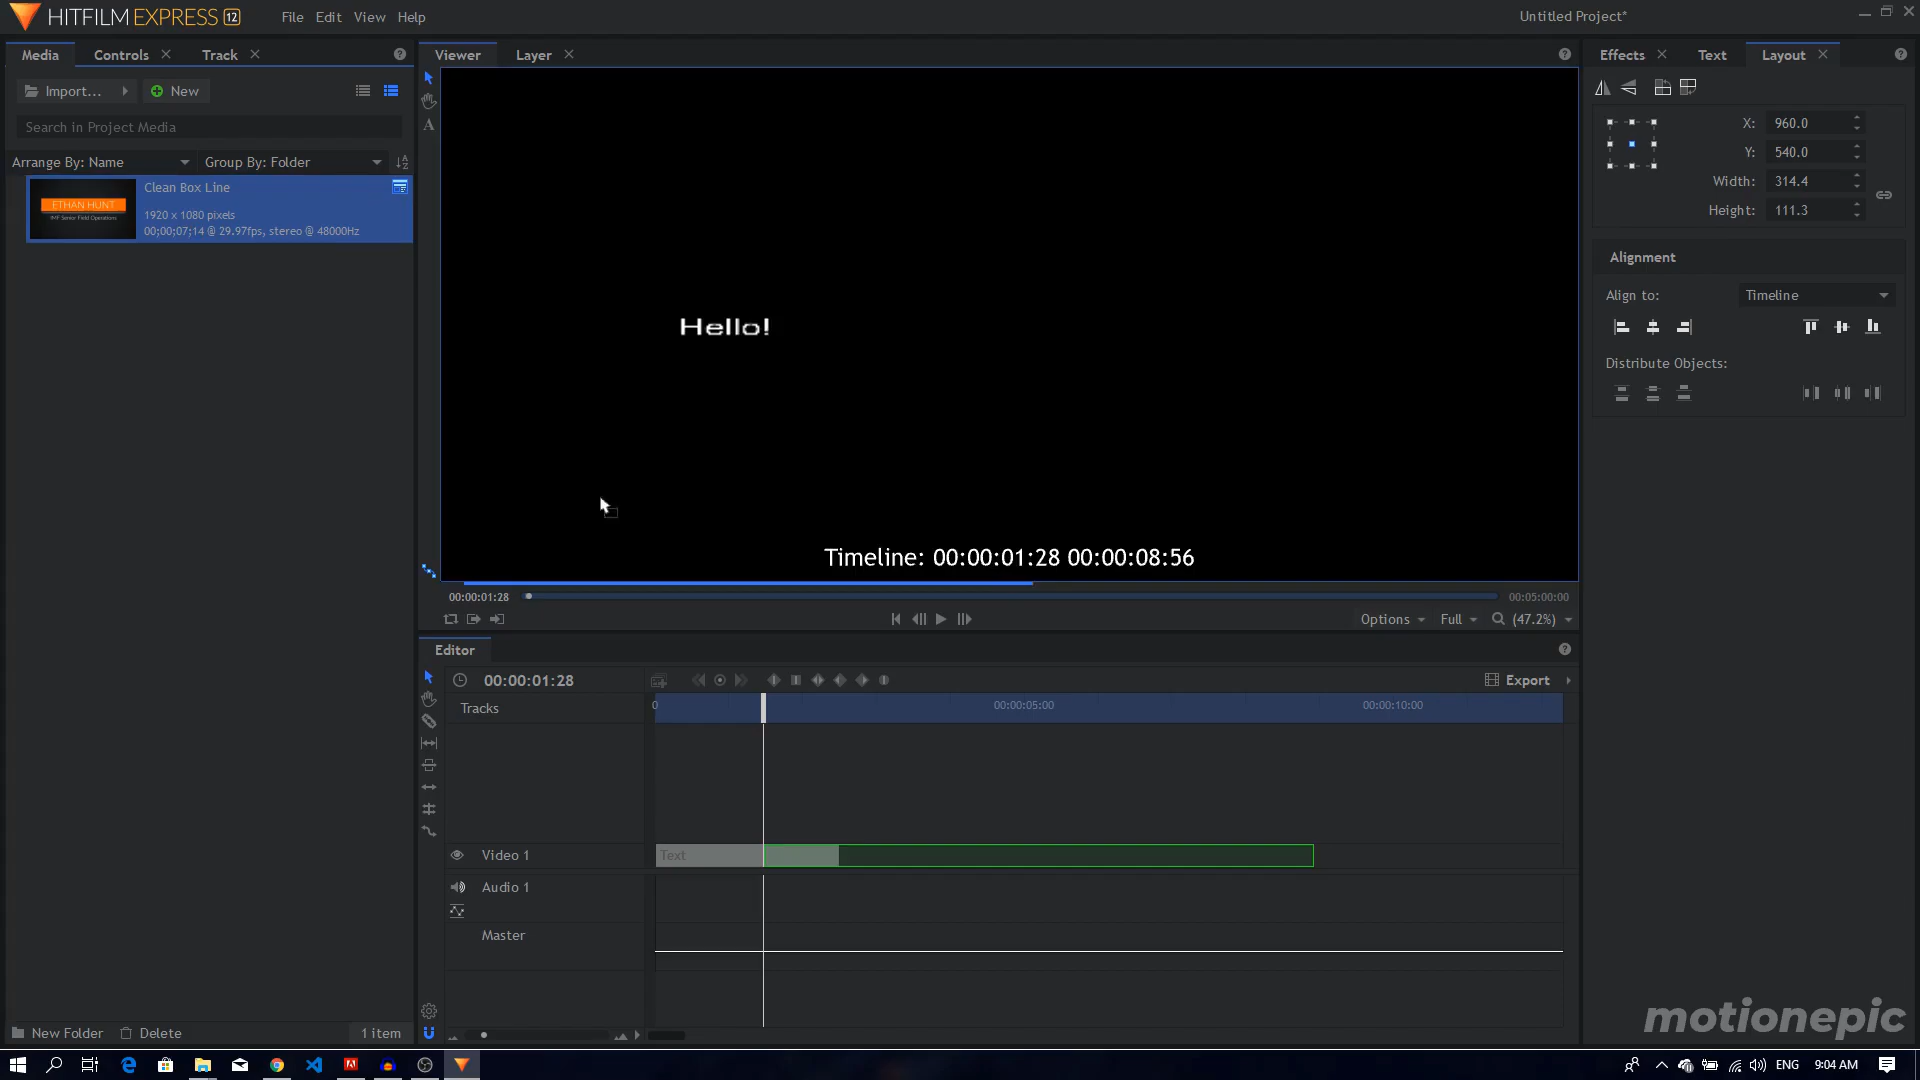 HITFILM EXPRESS 12
File Edit View Help
Untitled Project*
Media Controls Track
Viewer Layer
Effects Text Layout
Import... New
Search in Project Media
Arrange By: Name Group By: Folder
Clean Box Line
1920 x 1080 pixels
00;00;07;14 @ 29.97fps, stereo @ 48000Hz
ETHAN HUNT
IMF Senior Field Operations
A
Hello!
Timeline: 00:00:01:28 00:00:08:56
X: 960.0
Y: 540.0
Width: 314.4
Height: 111.3
Alignment
Align to: Timeline
Distribute Objects:
00:00:01:28
00:05:00:00
Options Full (47.2%)
Editor
00:00:01:28
Export
Tracks
0 00:00:05:00 00:00:10:00
Video 1
Text
Audio 1
Master
New Folder Delete 1 item
motionepic
ENG 9:04 AM